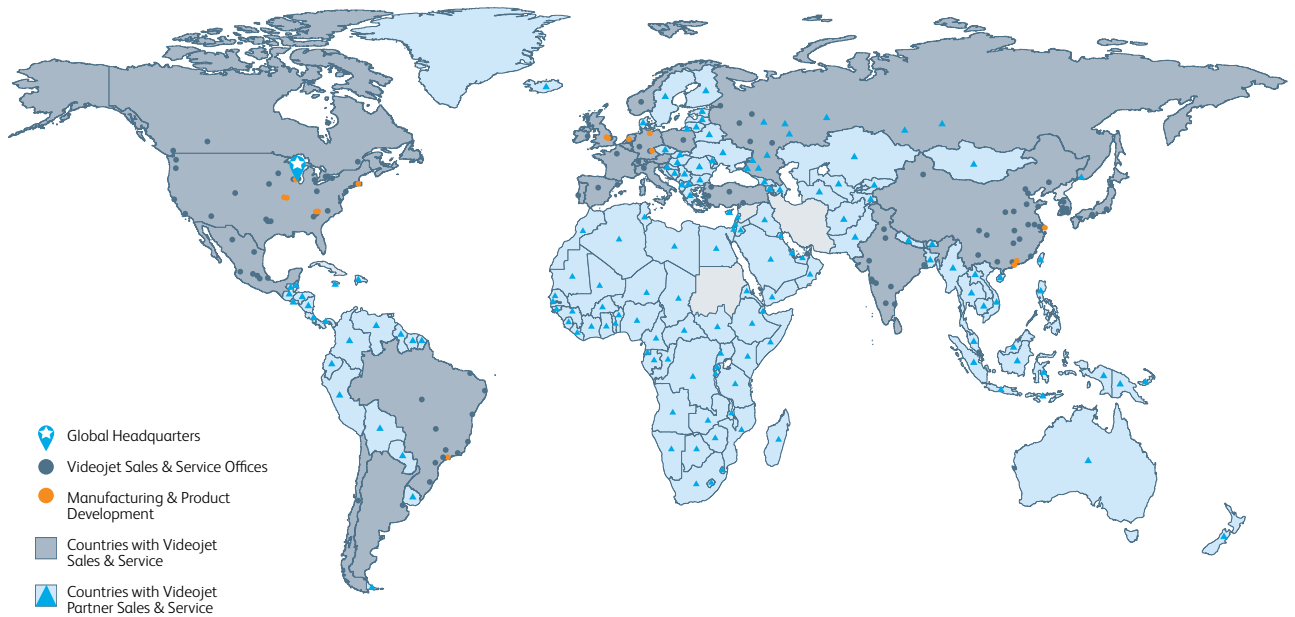 Global Headquarters
Videojet Sales & Service Offices
Manufacturing & Product
Development
Countries with Videojet
Sales & Service
Countries with Videojet
Partner Sales & Service